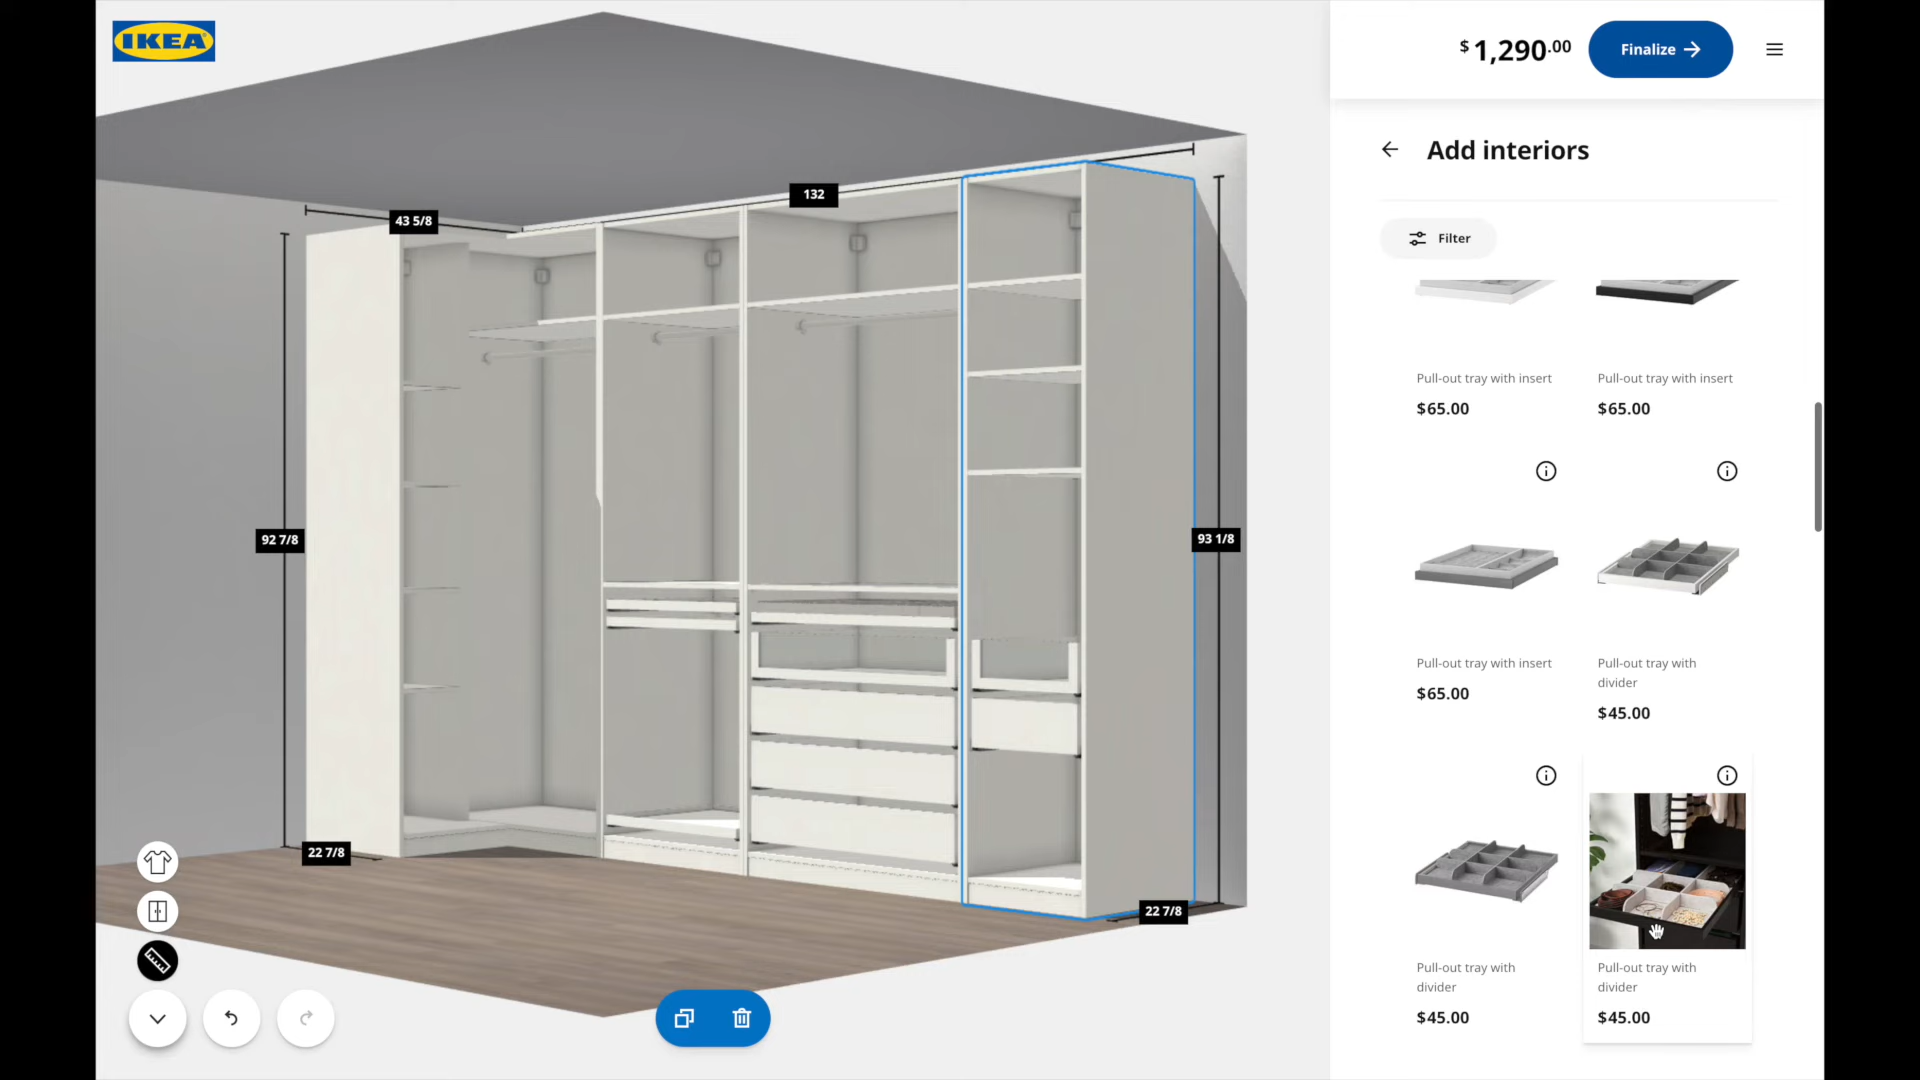 IKEA
$1,290.00
Finalize
Add interiors
Filter
132
43 5/8
92 7/8
93 1/8
22 7/8
22 7/8
Pull-out tray with insert
$65.00
Pull-out tray with insert
$65.00
Pull-out tray with insert
$65.00
Pull-out tray with
divider
$45.00
Pull-out tray with
divider
$45.00
Pull-out tray with
divider
$45.00